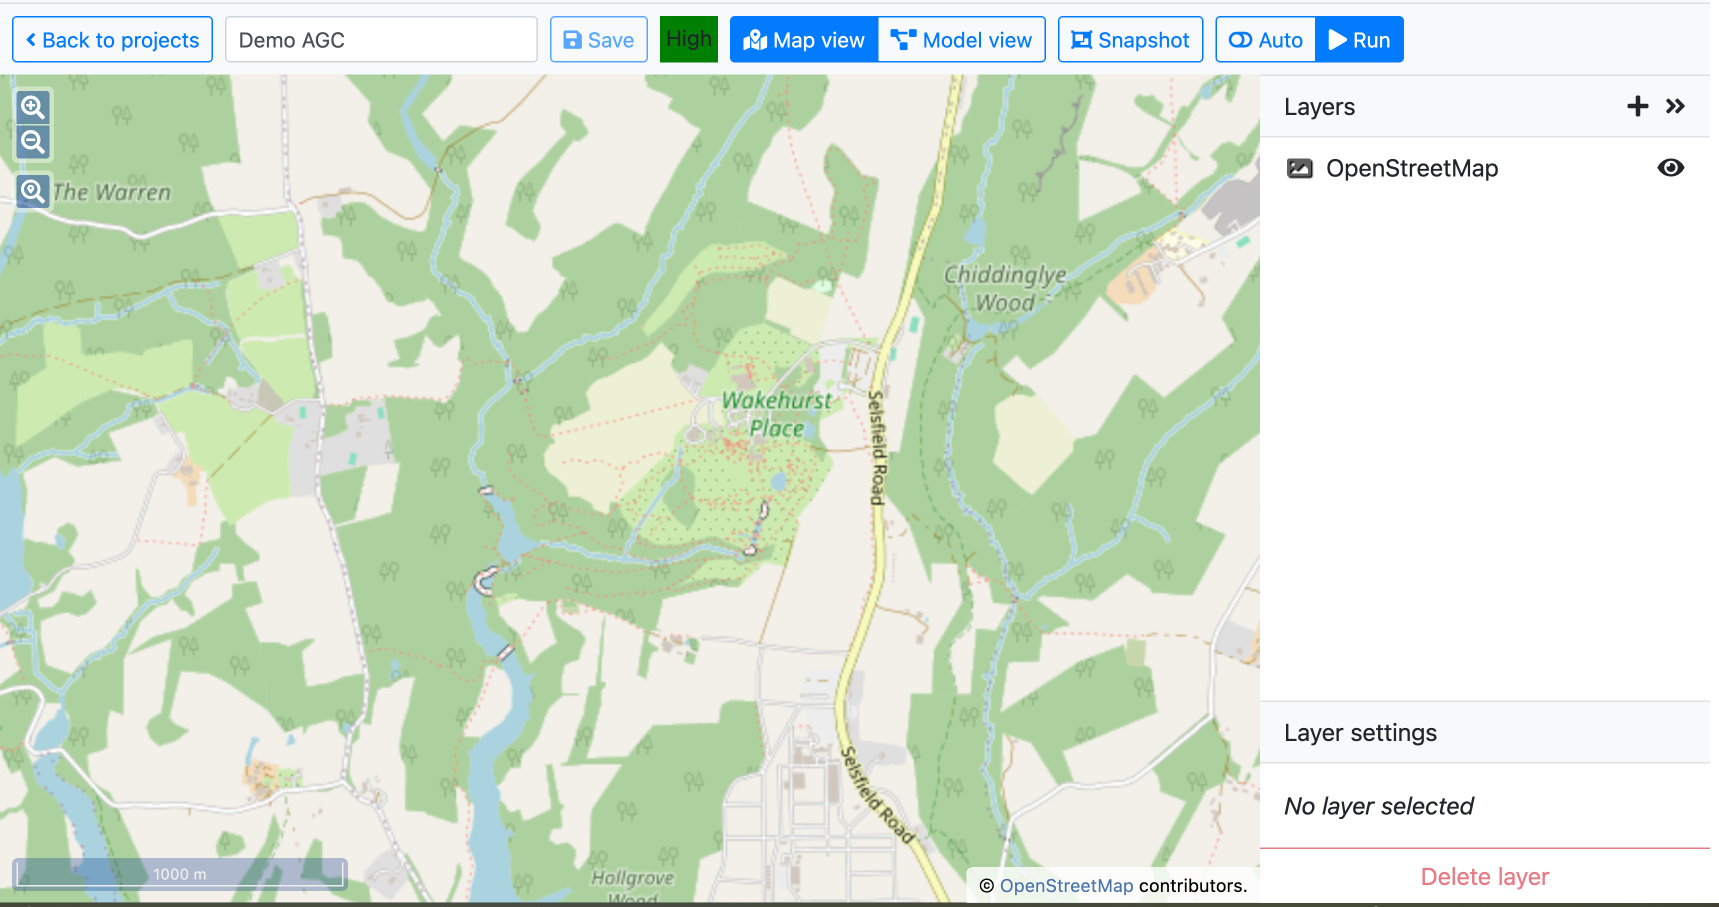 Back to projects
Demo AGC
Save
High
Map view
Model view
Snapshot
Auto
Run
Layers
OpenStreetMap
The Warren
Chiddinglye
Wood
Wakehurst
Place
Selsfield Road
Selsfield Road
Hollgrove
Wood
1000 m
© OpenStreetMap contributors.
Layer settings
No layer selected
Delete layer